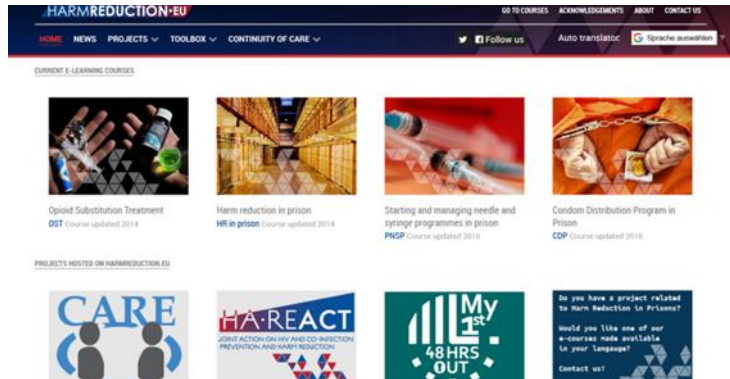 HARMREDUCTION·EU
GO TO COURSES ACKNOWLEDGEMENTS ABOUT CONTACT US
HOME NEWS PROJECTS TOOLBOX CONTINUITY OF CARE Follow us Auto translator: Sprache auswählen
CURRENT E-LEARNING COURSES
Opioid Substitution Treatment
OST Course updated 2014
Harm reduction in prison
HR in prison Course updated 2014
Starting and managing needle and
syringe programmes in prison
PNSP Course updated 2016
Condom Distribution Program in
Prison
CDP Course updated 2016
PROJECTS HOSTED ON HARMREDUCTION.EU
CARE
HA·REACT
JOINT ACTION ON HIV AND CO-INFECTION
PREVENTION AND HARM REDUCTION
My
1st
48HRS
OUT
Do you have a project related
to Harm Reduction in Prisons?
Would you like one of our
e-courses made available
in your langauge?
Contact us!